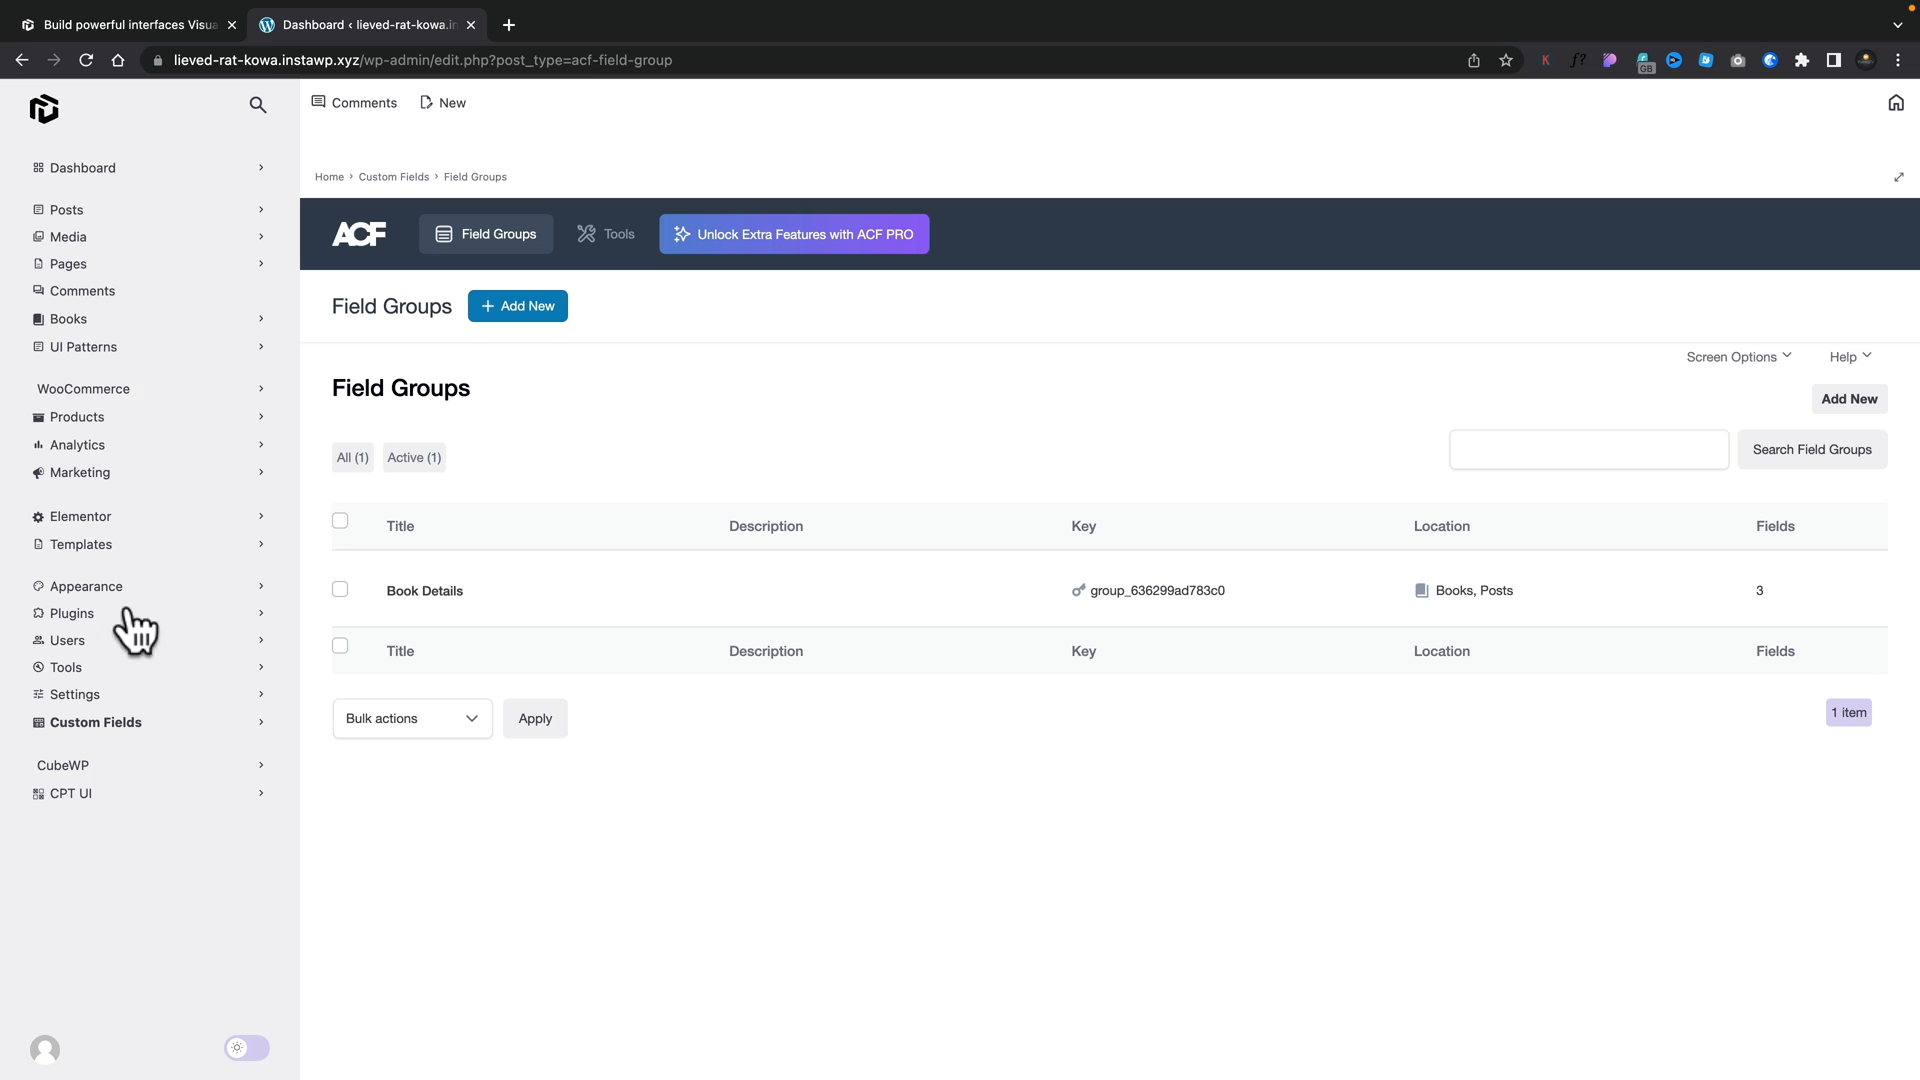 Build powerful interfaces Visua
Dashboard ‹ lieved-rat-kowa.in
lieved-rat-kowa.instawp.xyz/wp-admin/edit.php?post_type=acf-field-group
K
f?
GB
Comments
New
Dashboard
Posts
Media
Pages
Comments
Books
UI Patterns
WooCommerce
Products
Analytics
Marketing
Elementor
Templates
Appearance
Plugins
Users
Tools
Settings
Custom Fields
CubeWP
CPT UI
Home › Custom Fields › Field Groups
ACF
Field Groups
Tools
Unlock Extra Features with ACF PRO
Field Groups
+ Add New
Screen Options
Help
Field Groups
Add New
All (1)
Active (1)
Search Field Groups
Title Description Key Location Fields
Book Details group_636299ad783c0 Books, Posts 3
Title Description Key Location Fields
Bulk actions
Apply
1 item